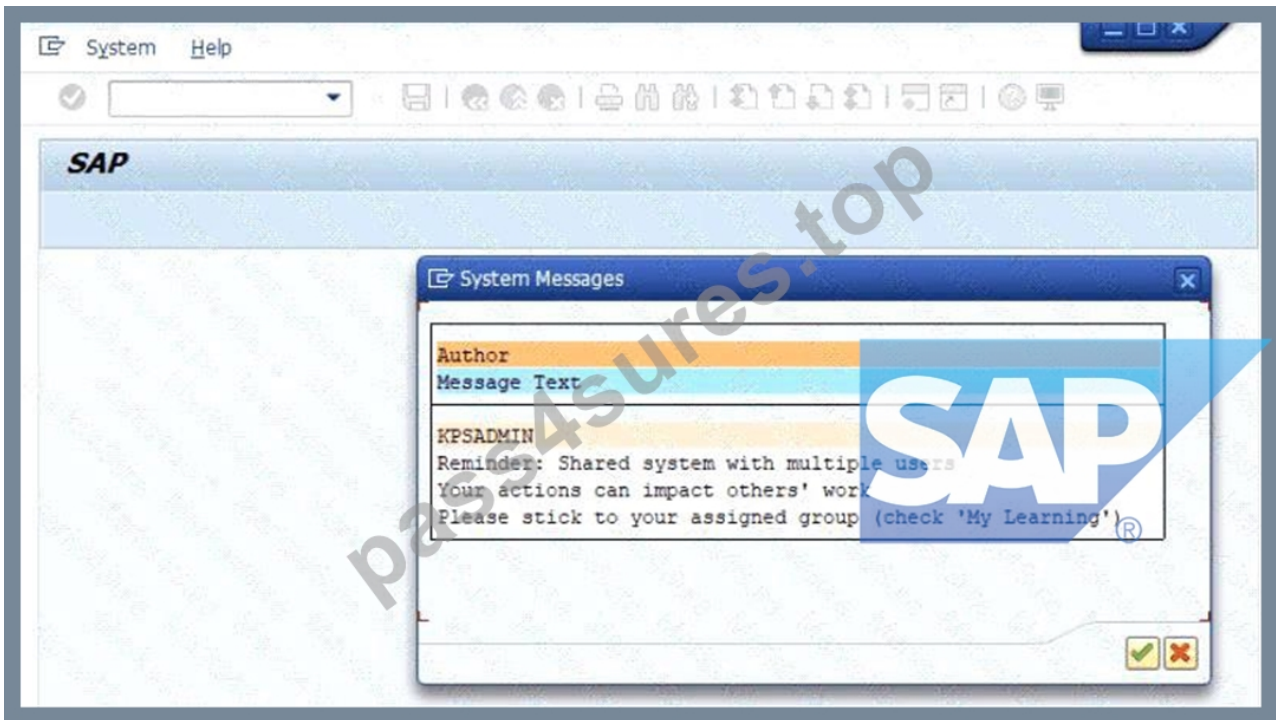 System Help
SAP
System Messages
Author
Message Text
KPSADMIN
Reminder: Shared system with multiple users
Your actions can impact others' work
Please stick to your assigned group (check 'My Learning')
SAP®
pass4sures.top